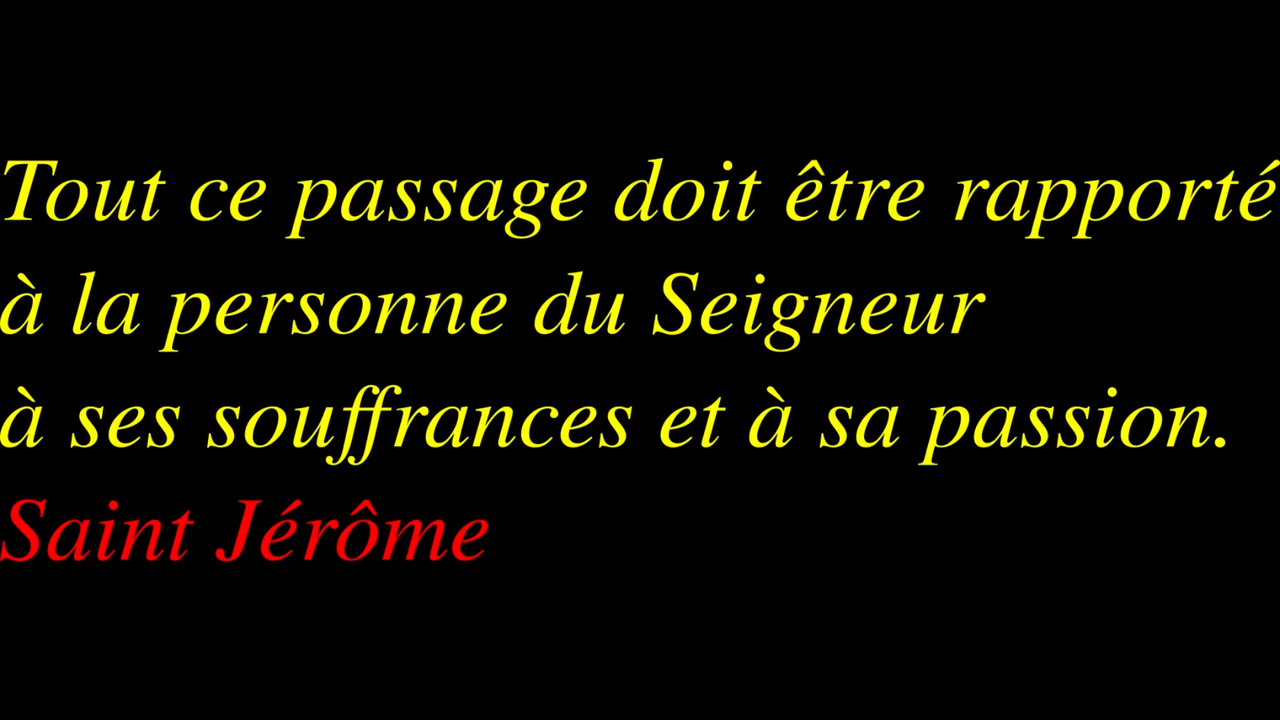 Tout ce passage doit être rapporté
à la personne du Seigneur
à ses souffrances et à sa passion.
Saint Jérôme